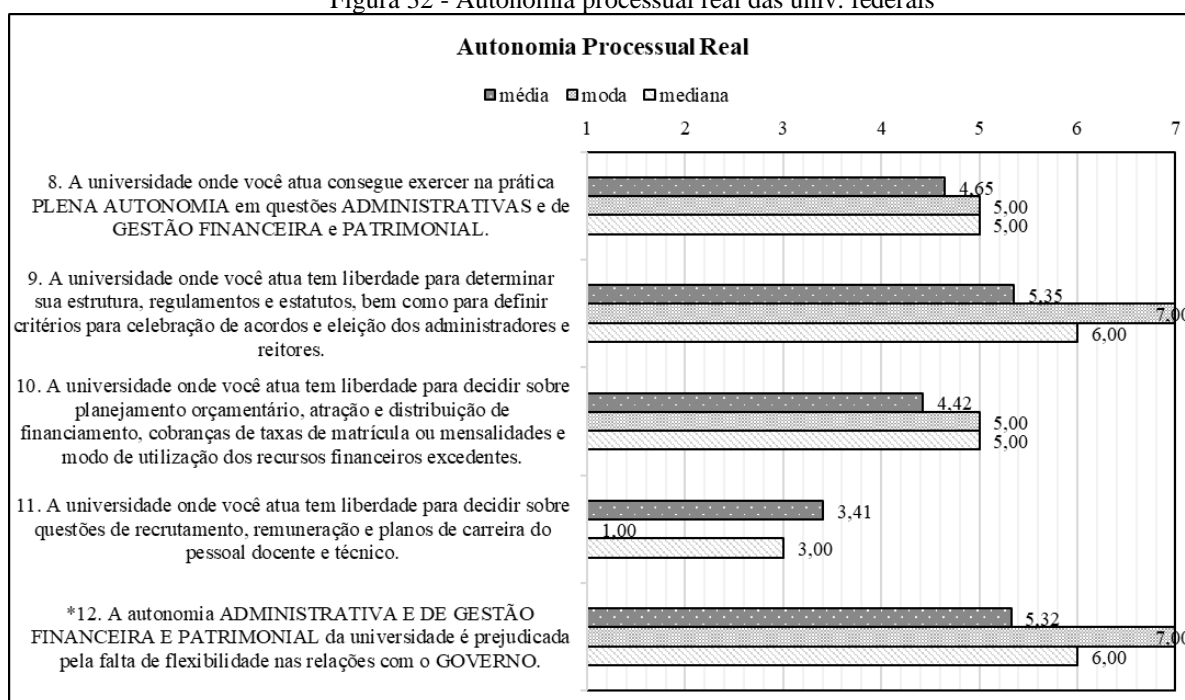 Figura 32 - Autonomia processual real das univ. federais
Autonomia Processual Real
média moda mediana
1 2 3 4 5 6 7
8. A universidade onde você atua consegue exercer na prática
PLENA AUTONOMIA em questões ADMINISTRATIVAS e de
GESTÃO FINANCEIRA e PATRIMONIAL.
4,65
5,00
5,00
9. A universidade onde você atua tem liberdade para determinar
sua estrutura, regulamentos e estatutos, bem como para definir
critérios para celebração de acordos e eleição dos administradores e
reitores.
5,35
7,00
6,00
10. A universidade onde você atua tem liberdade para decidir sobre
planejamento orçamentário, atração e distribuição de
financiamento, cobranças de taxas de matrícula ou mensalidades e
modo de utilização dos recursos financeiros excedentes.
4,42
5,00
5,00
11. A universidade onde você atua tem liberdade para decidir sobre
questões de recrutamento, remuneração e planos de carreira do
pessoal docente e técnico.
3,41
1,00
3,00
*12. A autonomia ADMINISTRATIVA E DE GESTÃO
FINANCEIRA E PATRIMONIAL da universidade é prejudicada
pela falta de flexibilidade nas relações com o GOVERNO.
5,32
7,00
6,00